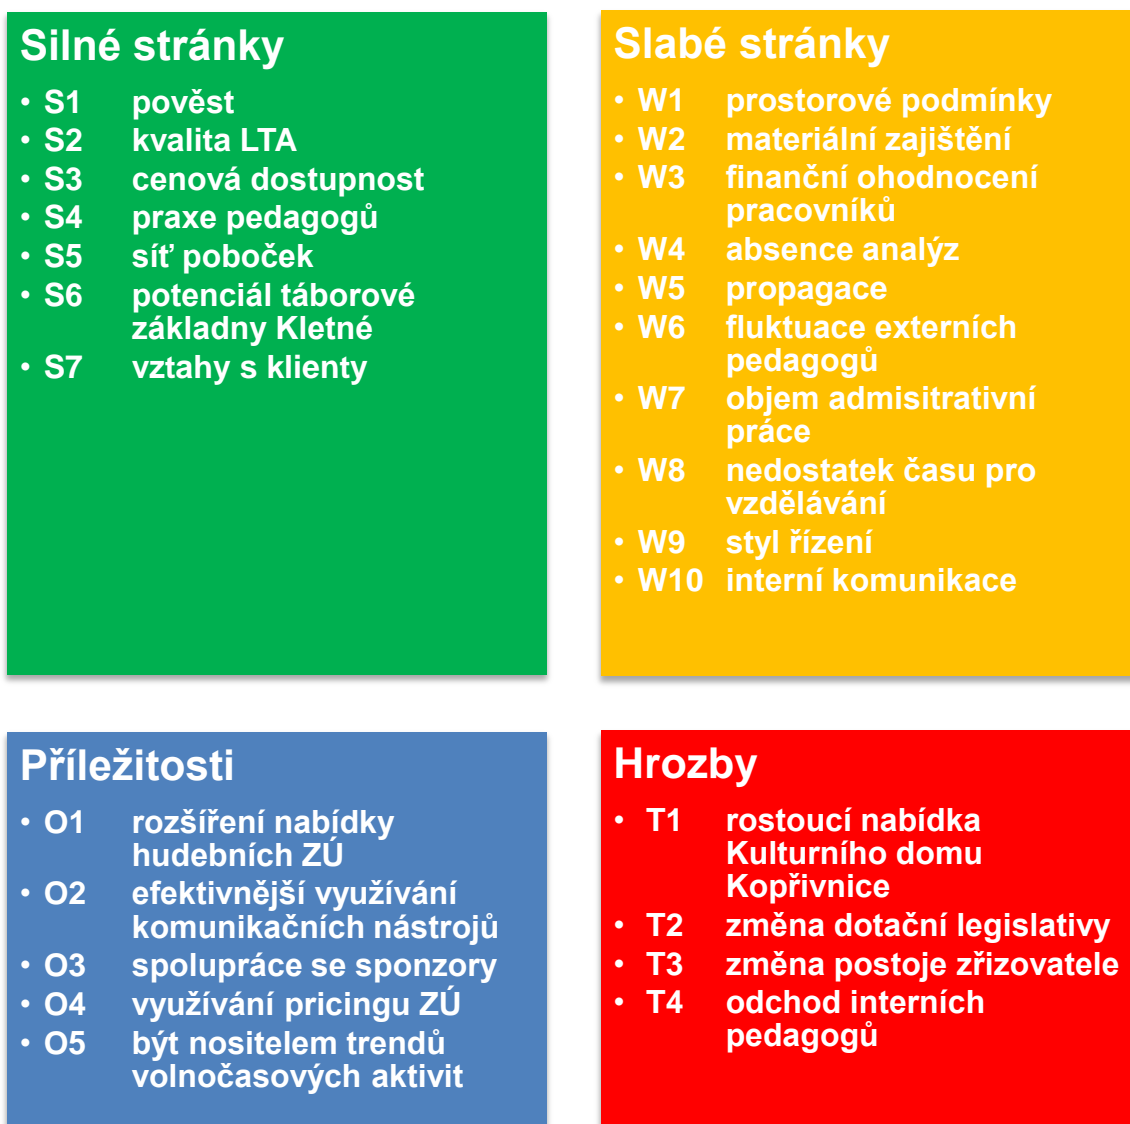 Silné stránky
• S1 pověst
• S2 kvalita LTA
• S3 cenová dostupnost
• S4 praxe pedagogů
• S5 síť poboček
• S6 potenciál táborové
základny Kletné
• S7 vztahy s klienty
Slabé stránky
• W1 prostorové podmínky
• W2 materiální zajištění
• W3 finanční ohodnocení
pracovníků
• W4 absence analýz
• W5 propagace
• W6 fluktuace externích
pedagogů
• W7 objem admisitrativní
práce
• W8 nedostatek času pro
vzdělávání
• W9 styl řízení
• W10 interní komunikace
Příležitosti
• O1 rozšíření nabídky
hudebních ZÚ
• O2 efektivnější využívání
komunikačních nástrojů
• O3 spolupráce se sponzory
• O4 využívání pricingu ZÚ
• O5 být nositelem trendů
volnočasových aktivit
Hrozby
• T1 rostoucí nabídka
Kulturního domu
Kopřivnice
• T2 změna dotační legislativy
• T3 změna postoje zřizovatele
• T4 odchod interních
pedagogů